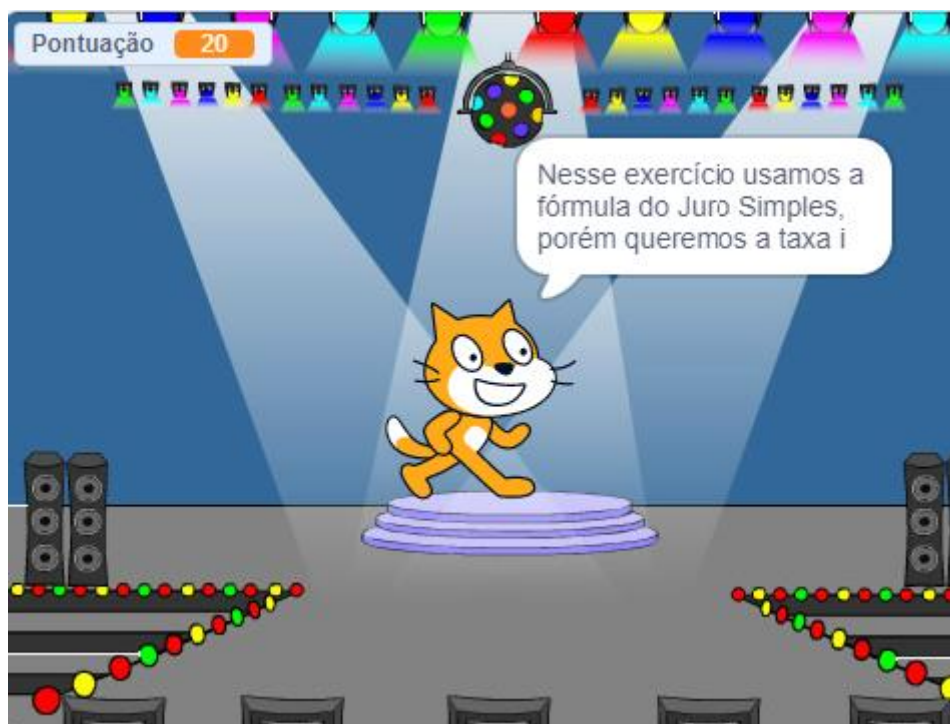 Pontuação 20
Nesse exercício usamos a
fórmula do Juro Simples,
porém queremos a taxa i